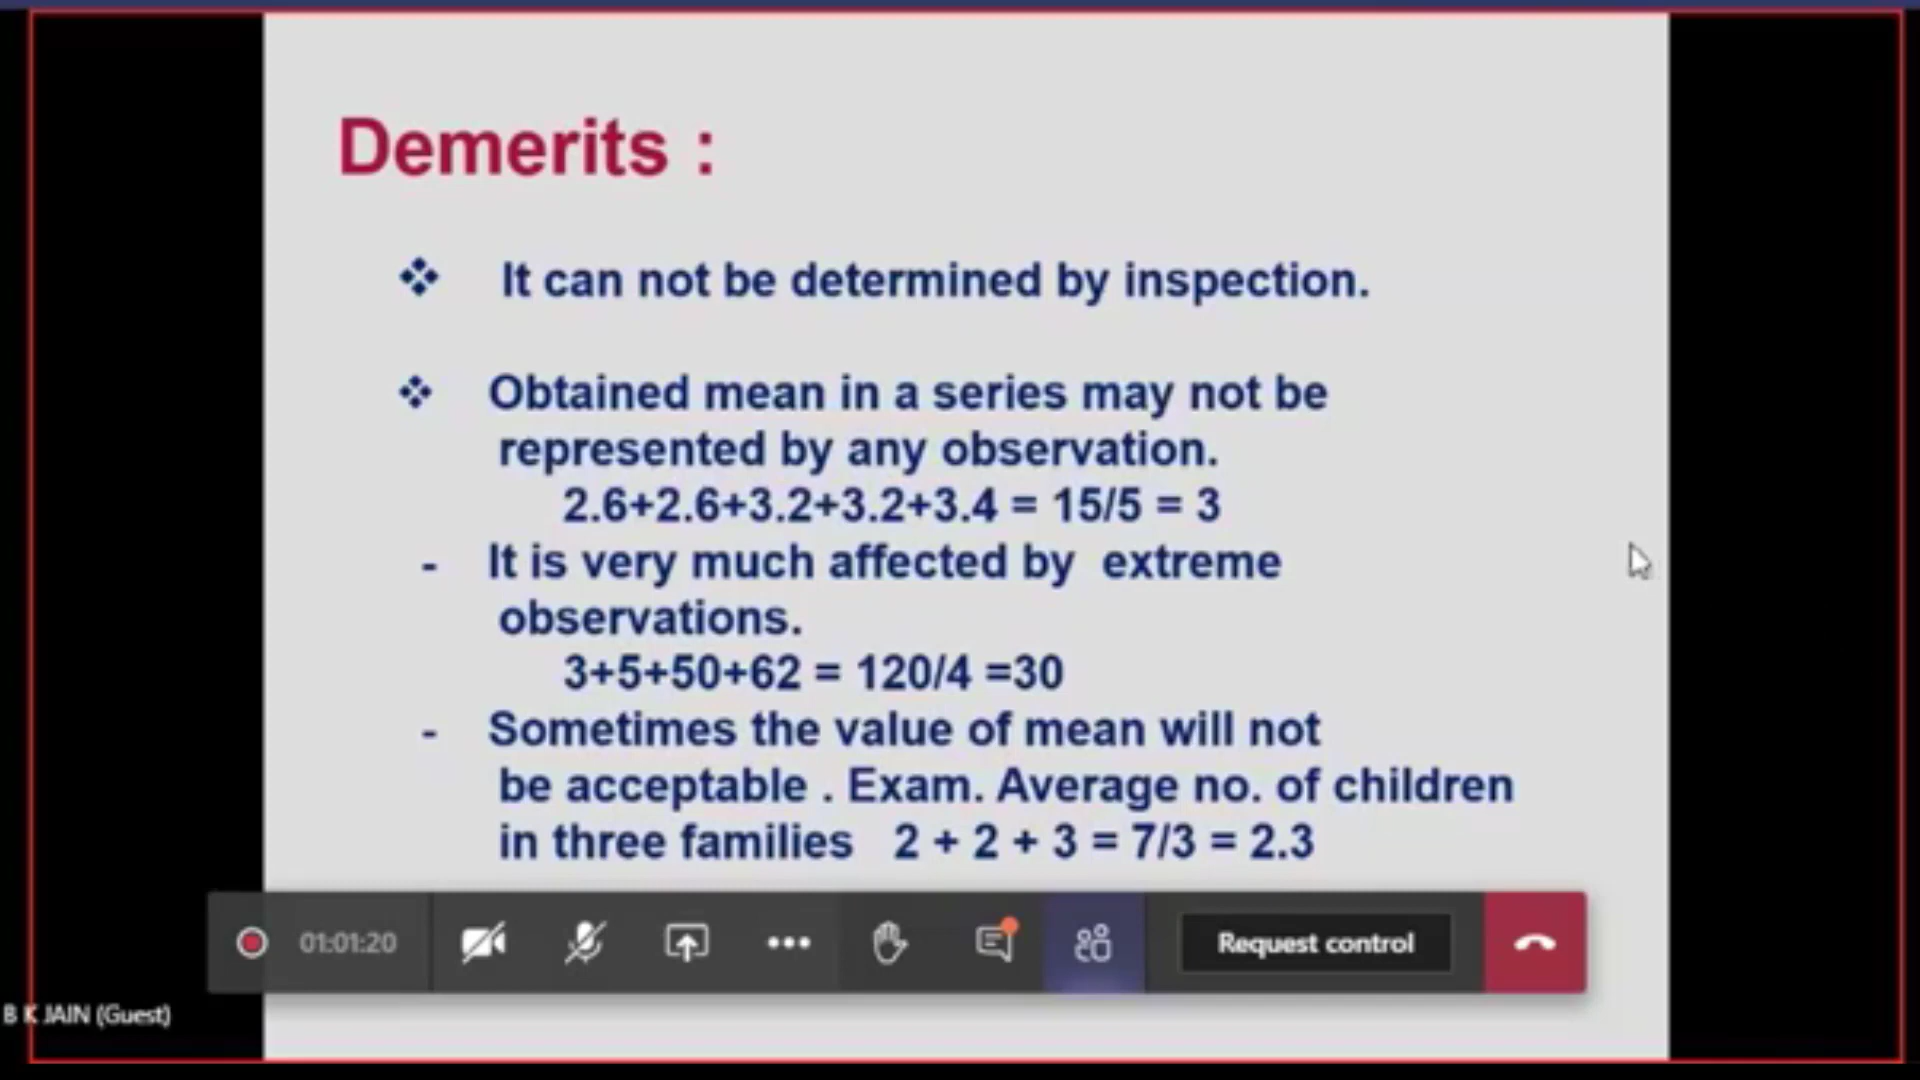 Demerits :
It can not be determined by inspection.
Obtained mean in a series may not be
represented by any observation.
2.6+2.6+3.2+3.2+3.4 = 15/5 = 3
- It is very much affected by extreme
observations.
3+5+50+62 = 120/4 =30
- Sometimes the value of mean will not
be acceptable . Exam. Average no. of children
in three families 2 + 2 + 3 = 7/3 = 2.3
01:01:20
Request control
B K JAIN (Guest)